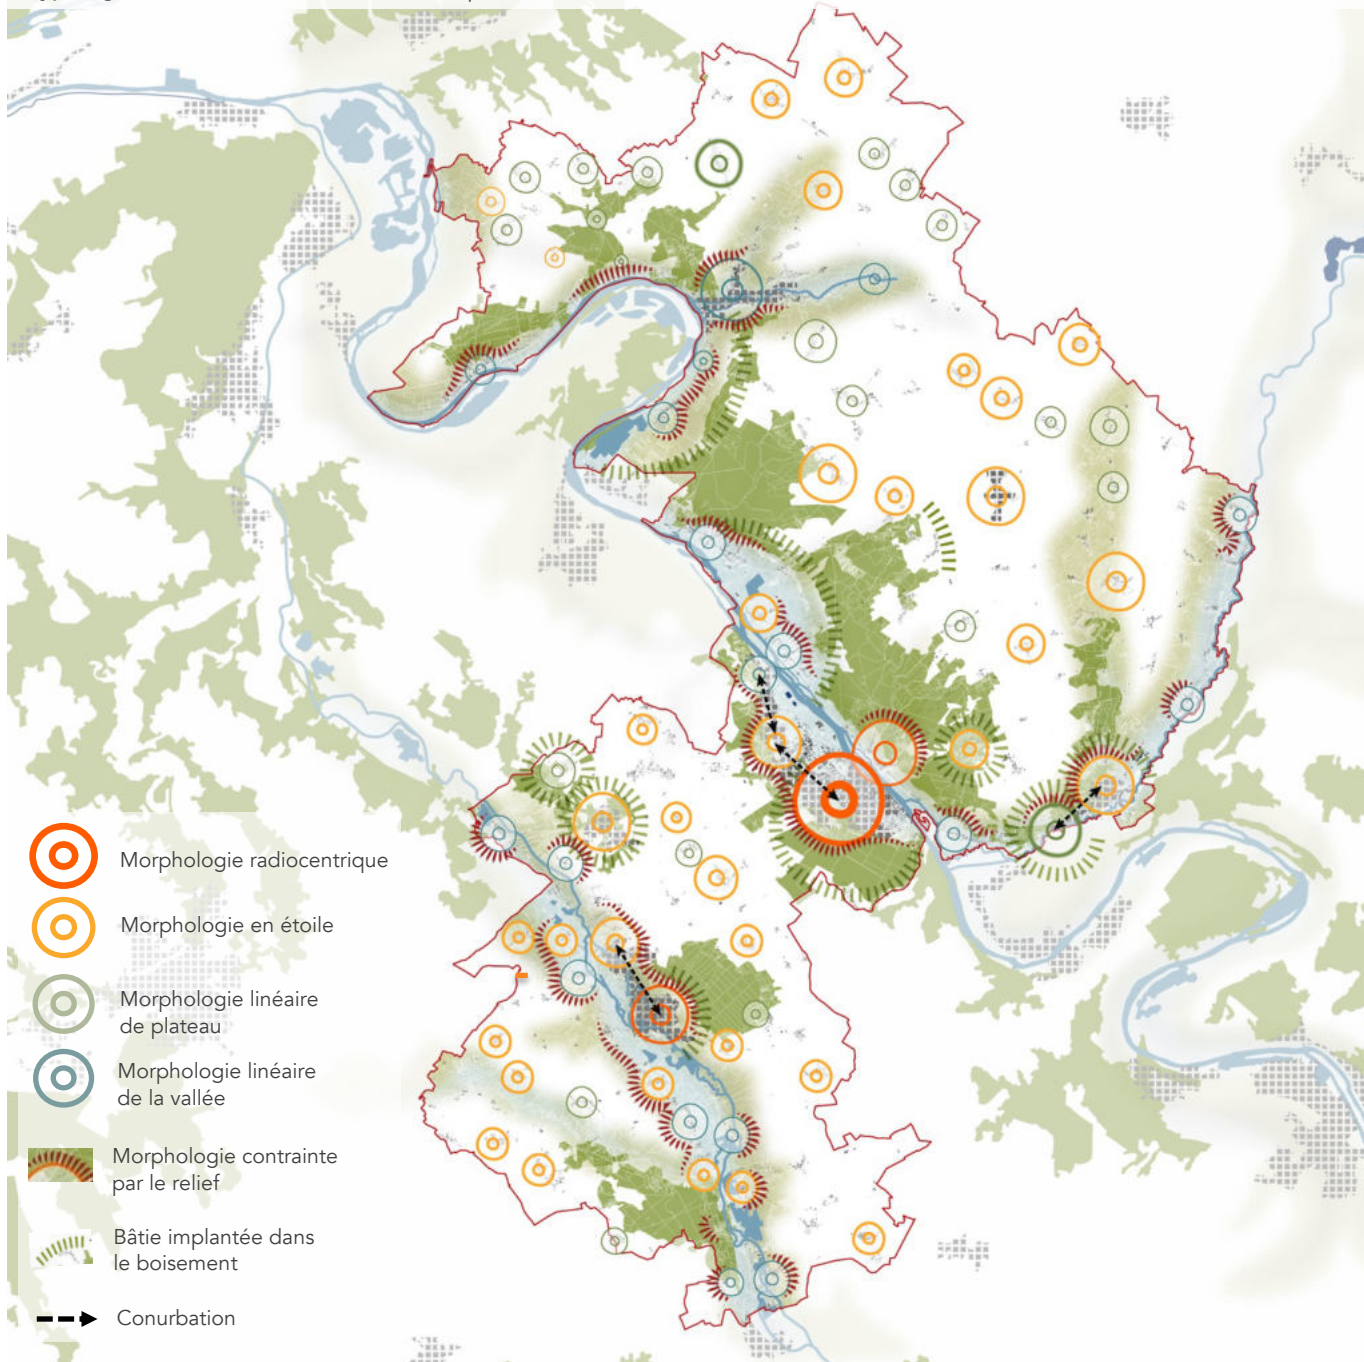 Morphologie radiocentrique
Morphologie en étoile
Morphologie linéaire
de plateau
Morphologie linéaire
de la vallée
Morphologie contrainte
par le relief
Bâtie implantée dans
le boisement
Conurbation